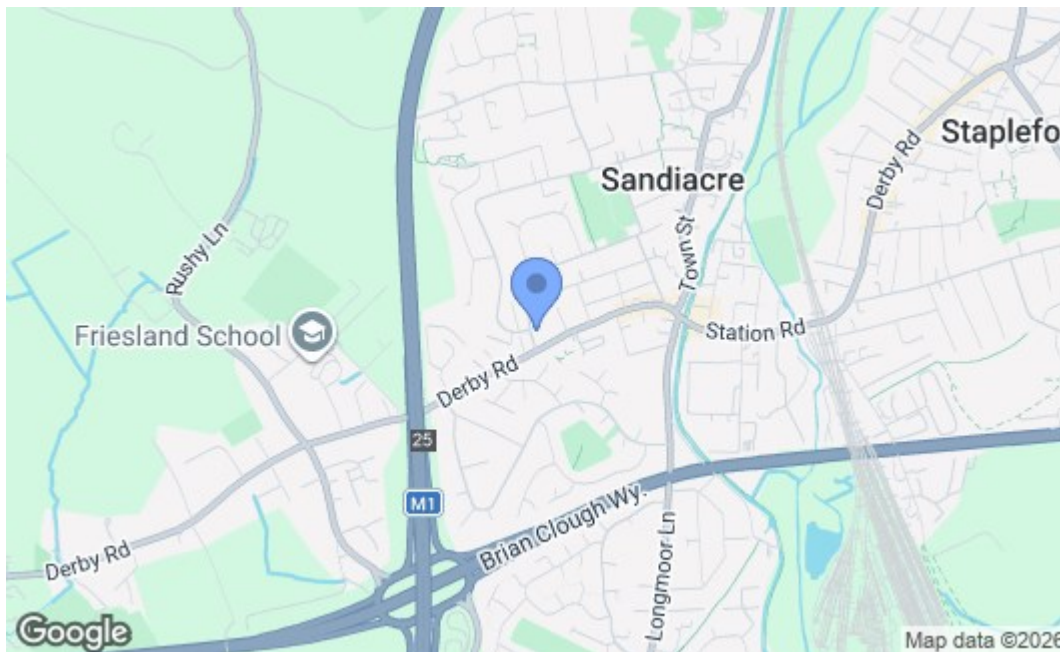 Staplefo
Sandiacre
Derby Rd
Rushy Ln
Town St
Friesland School
Station Rd
Derby Rd
25
M1
Brian Clough Wy.
Derby Rd
Longmoor Ln
Google
Map data ©2026